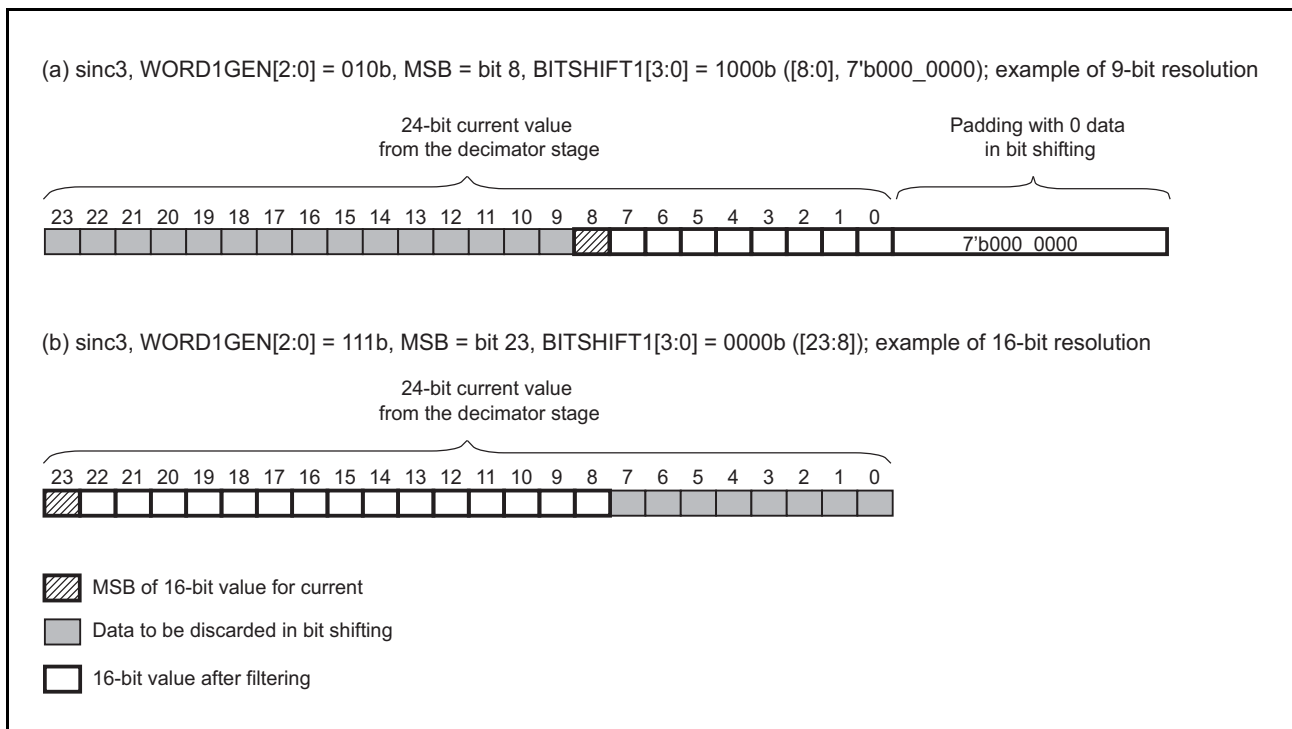 (a) sinc3, WORD1GEN[2:0] = 010b, MSB = bit 8, BITSHIFT1[3:0] = 1000b ([8:0], 7'b000_0000); example of 9-bit resolution
24-bit current value
from the decimator stage
Padding with 0 data
in bit shifting
23 22 21 20 19 18 17 16 15 14 13 12 11 10 9 8 7 6 5 4 3 2 1 0
7'b000_0000
(b) sinc3, WORD1GEN[2:0] = 111b, MSB = bit 23, BITSHIFT1[3:0] = 0000b ([23:8]); example of 16-bit resolution
24-bit current value
from the decimator stage
23 22 21 20 19 18 17 16 15 14 13 12 11 10 9 8 7 6 5 4 3 2 1 0
MSB of 16-bit value for current
Data to be discarded in bit shifting
16-bit value after filtering